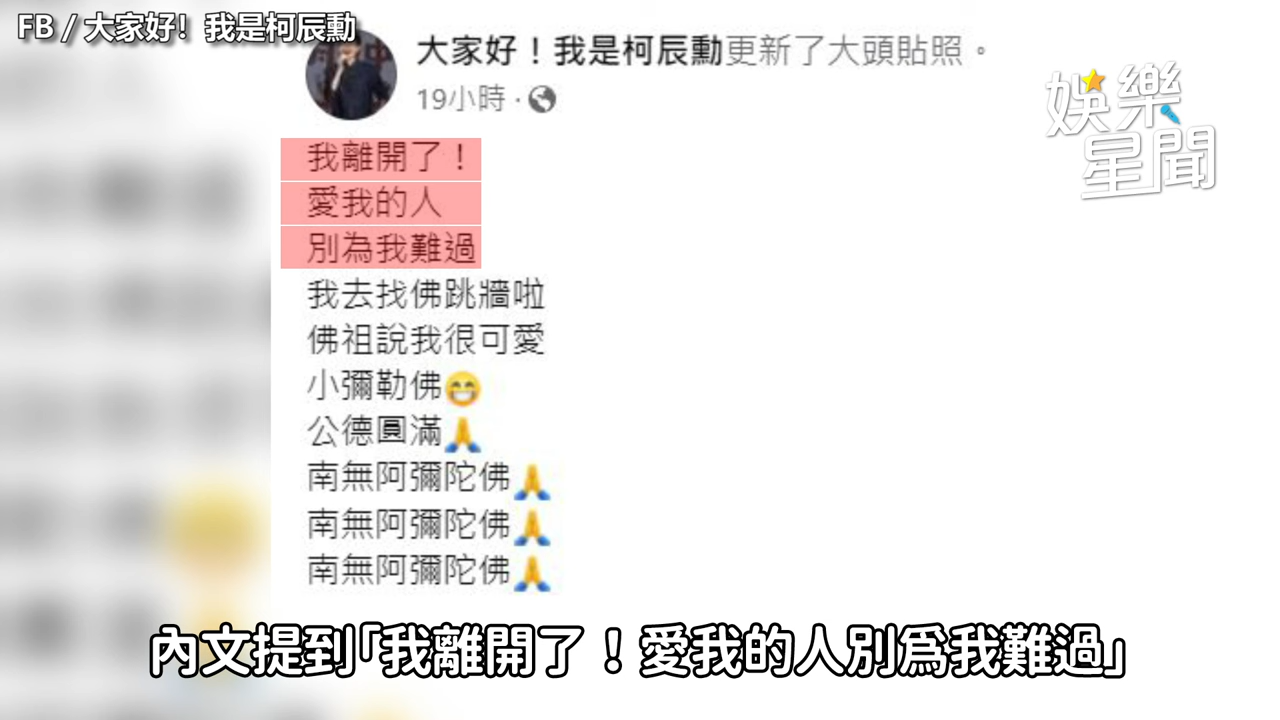 FB / 大家好！我是柯辰勳
大家好！我是柯辰勳更新了大頭貼照。
19小時 ·
娛樂
星聞
我離開了！
愛我的人
別為我難過
我去找佛跳牆啦
佛祖說我很可愛
小彌勒佛😁
公德圓滿🙏
南無阿彌陀佛🙏
南無阿彌陀佛🙏
南無阿彌陀佛🙏
內文提到「我離開了！愛我的人別為我難過」